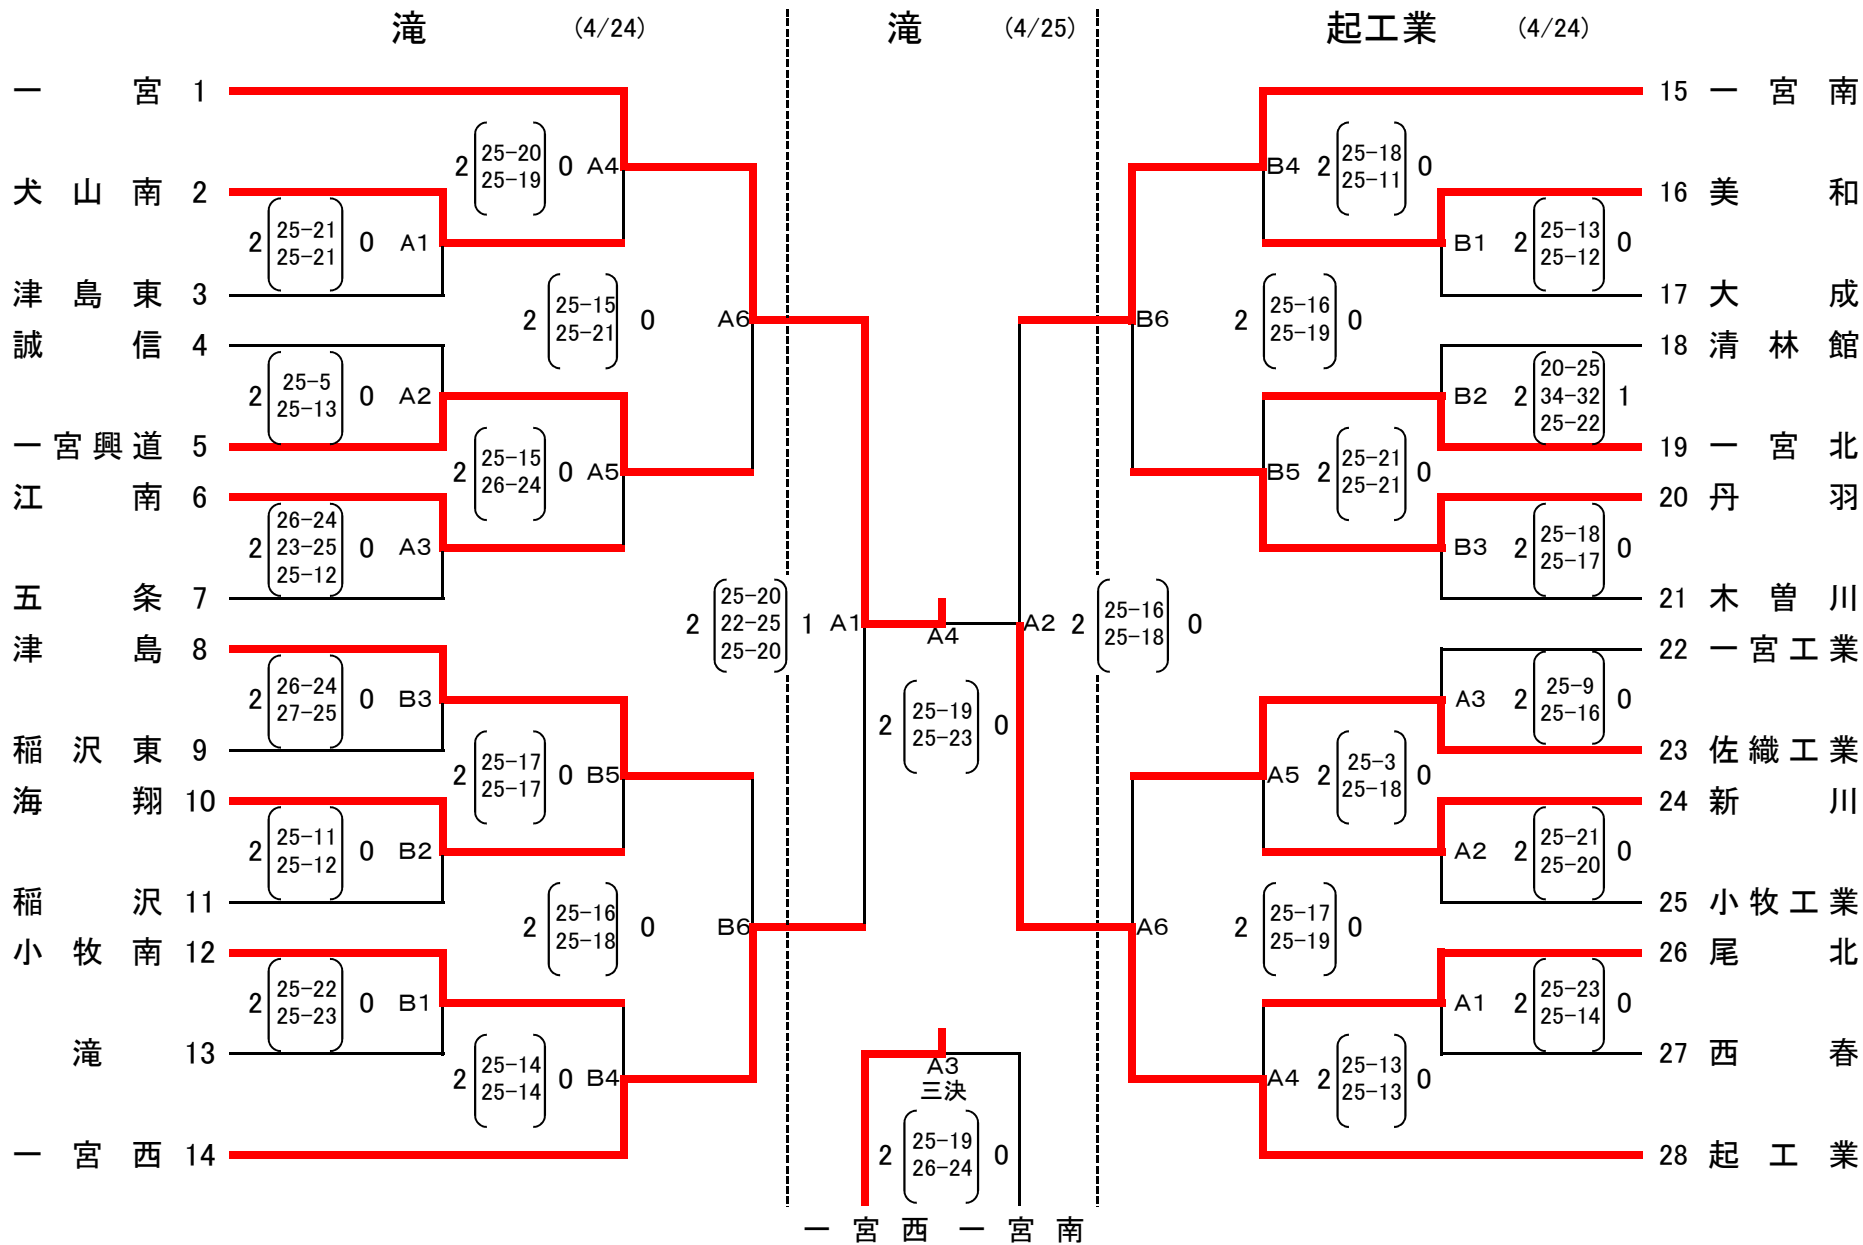 滝 (4/24) 滝 (4/25) 起工業 (4/24)
一宮 1
15 一宮南
2 25-20 0 A4
25-19
B4 2 25-18 0
25-11
犬山南 2
16 美和
2 25-21 0 A1
25-21
B1 2 25-13 0
25-12
津島東 3
17 大成
2 25-15 0 A6
25-21
B6 2 25-16 0
25-19
誠信 4
18 清林館
2 25-5 0 A2
25-13
B2 2 20-25 1
34-32
25-22
一宮興道 5
19 一宮北
2 25-15 0 A5
26-24
B5 2 25-21 0
25-21
江南 6
20 丹羽
2 26-24 0 A3
23-25
25-12
B3 2 25-18 0
25-17
五条 7
21 木曽川
2 25-20 1 A1
22-25
25-20
A4
A2 2 25-16 0
25-18
津島 8
22 一宮工業
2 26-24 0 B3
27-25
2 25-19 0
25-23
A3 2 25-9 0
25-16
稲沢東 9
23 佐織工業
2 25-17 0 B5
25-17
A5 2 25-3 0
25-18
海翔 10
24 新川
2 25-11 0 B2
25-12
A2 2 25-21 0
25-20
稲沢 11
25 小牧工業
2 25-16 0 B6
25-18
A6 2 25-17 0
25-19
小牧南 12
26 尾北
2 25-22 0 B1
25-23
A1 2 25-23 0
25-14
滝 13
27 西春
2 25-14 0 B4
25-14
A3
三決
A4 2 25-13 0
25-13
一宮西 14
2 25-19 0
26-24
28 起工業
一宮西 一宮南